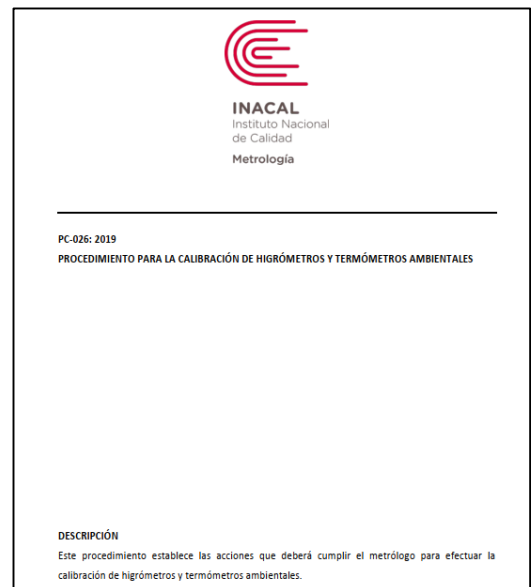 INACAL
Instituto Nacional
de Calidad
Metrología
PC-026: 2019
PROCEDIMIENTO PARA LA CALIBRACIÓN DE HIGRÓMETROS Y TERMÓMETROS AMBIENTALES
DESCRIPCIÓN
Este procedimiento establece las acciones que deberá cumplir el metrólogo para efectuar la
calibración de higrómetros y termómetros ambientales.